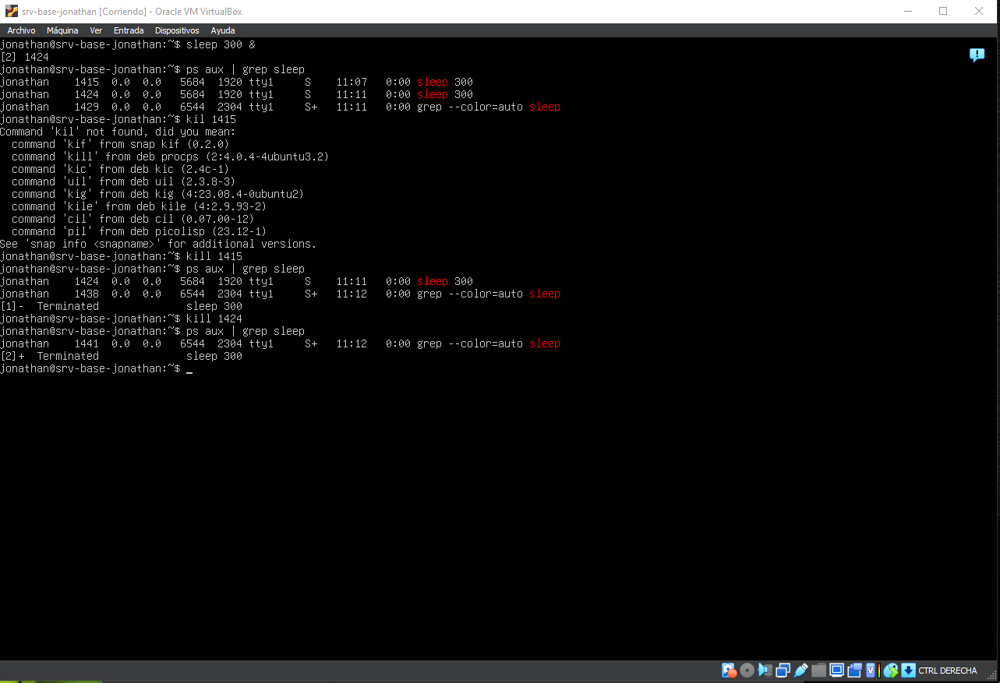 srv-base-jonathan [Corriendo] - Oracle VM VirtualBox
Archivo Máquina Ver Entrada Dispositivos Ayuda
jonathan@srv-base-jonathan:~$ sleep 300 &
[2] 1424
jonathan@srv-base-jonathan:~$ ps aux | grep sleep
jonathan    1415  0.0  0.0   5684  1920 tty1     S    11:07   0:00 sleep 300
jonathan    1424  0.0  0.0   5684  1920 tty1     S    11:11   0:00 sleep 300
jonathan    1429  0.0  0.0   6544  2304 tty1     S+   11:11   0:00 grep --color=auto sleep
jonathan@srv-base-jonathan:~$ kil 1415
Command 'kil' not found, did you mean:
  command 'kif' from snap kif (0.2.0)
  command 'kill' from deb procps (2:4.0.4-4ubuntu3.2)
  command 'kic' from deb kic (2.4c-1)
  command 'uil' from deb uil (2.3.8-3)
  command 'kig' from deb kig (4:23.08.4-0ubuntu2)
  command 'kile' from deb kile (4:2.9.93-2)
  command 'cil' from deb cil (0.07.00-12)
  command 'pil' from deb picolisp (23.12-1)
See 'snap info <snapname>' for additional versions.
jonathan@srv-base-jonathan:~$ kill 1415
jonathan@srv-base-jonathan:~$ ps aux | grep sleep
jonathan    1424  0.0  0.0   5684  1920 tty1     S    11:11   0:00 sleep 300
jonathan    1438  0.0  0.0   6544  2304 tty1     S+   11:12   0:00 grep --color=auto sleep
[1]-  Terminated              sleep 300
jonathan@srv-base-jonathan:~$ kill 1424
jonathan@srv-base-jonathan:~$ ps aux | grep sleep
jonathan    1441  0.0  0.0   6544  2304 tty1     S+   11:12   0:00 grep --color=auto sleep
[2]+  Terminated              sleep 300
jonathan@srv-base-jonathan:~$ _
CTRL DERECHA